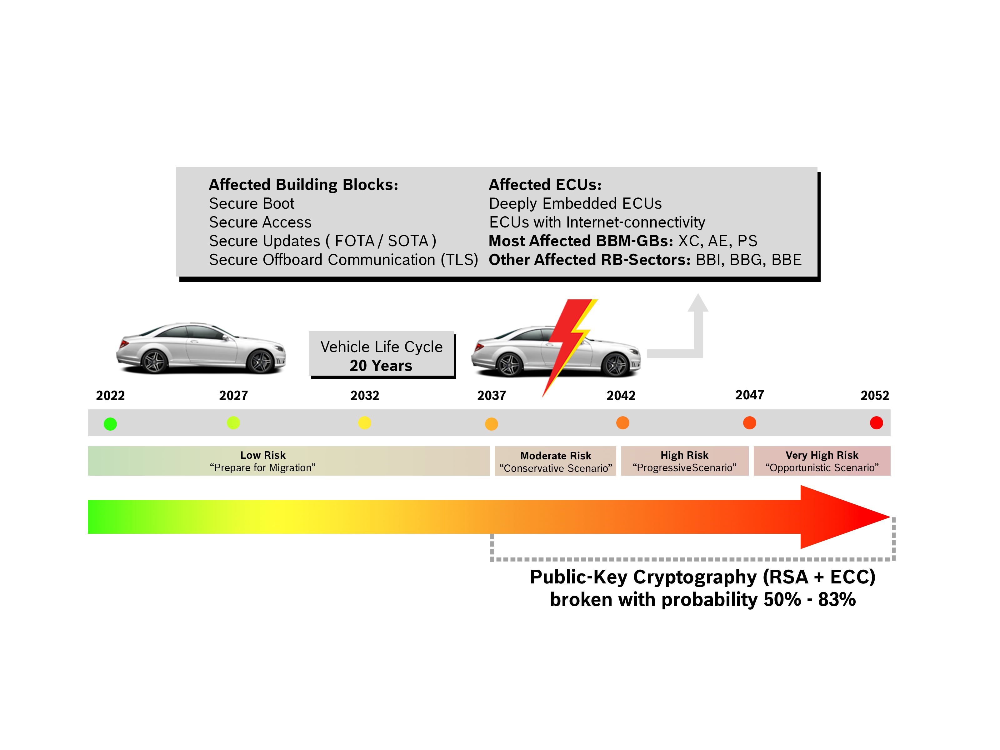 Affected Building Blocks:
Secure Boot
Secure Access
Secure Updates ( FOTA / SOTA )
Secure Offboard Communication (TLS)
Affected ECUs:
Deeply Embedded ECUs
ECUs with Internet-connectivity
Most Affected BBM-GBs: XC, AE, PS
Other Affected RB-Sectors: BBI, BBG, BBE
Vehicle Life Cycle
20 Years
2022
2027
2032
2037
2042
2047
2052
Low Risk
“Prepare for Migration”
Moderate Risk
“Conservative Scenario”
High Risk
“ProgressiveScenario”
Very High Risk
“Opportunistic Scenario”
Public-Key Cryptography (RSA + ECC)
broken with probability 50% - 83%